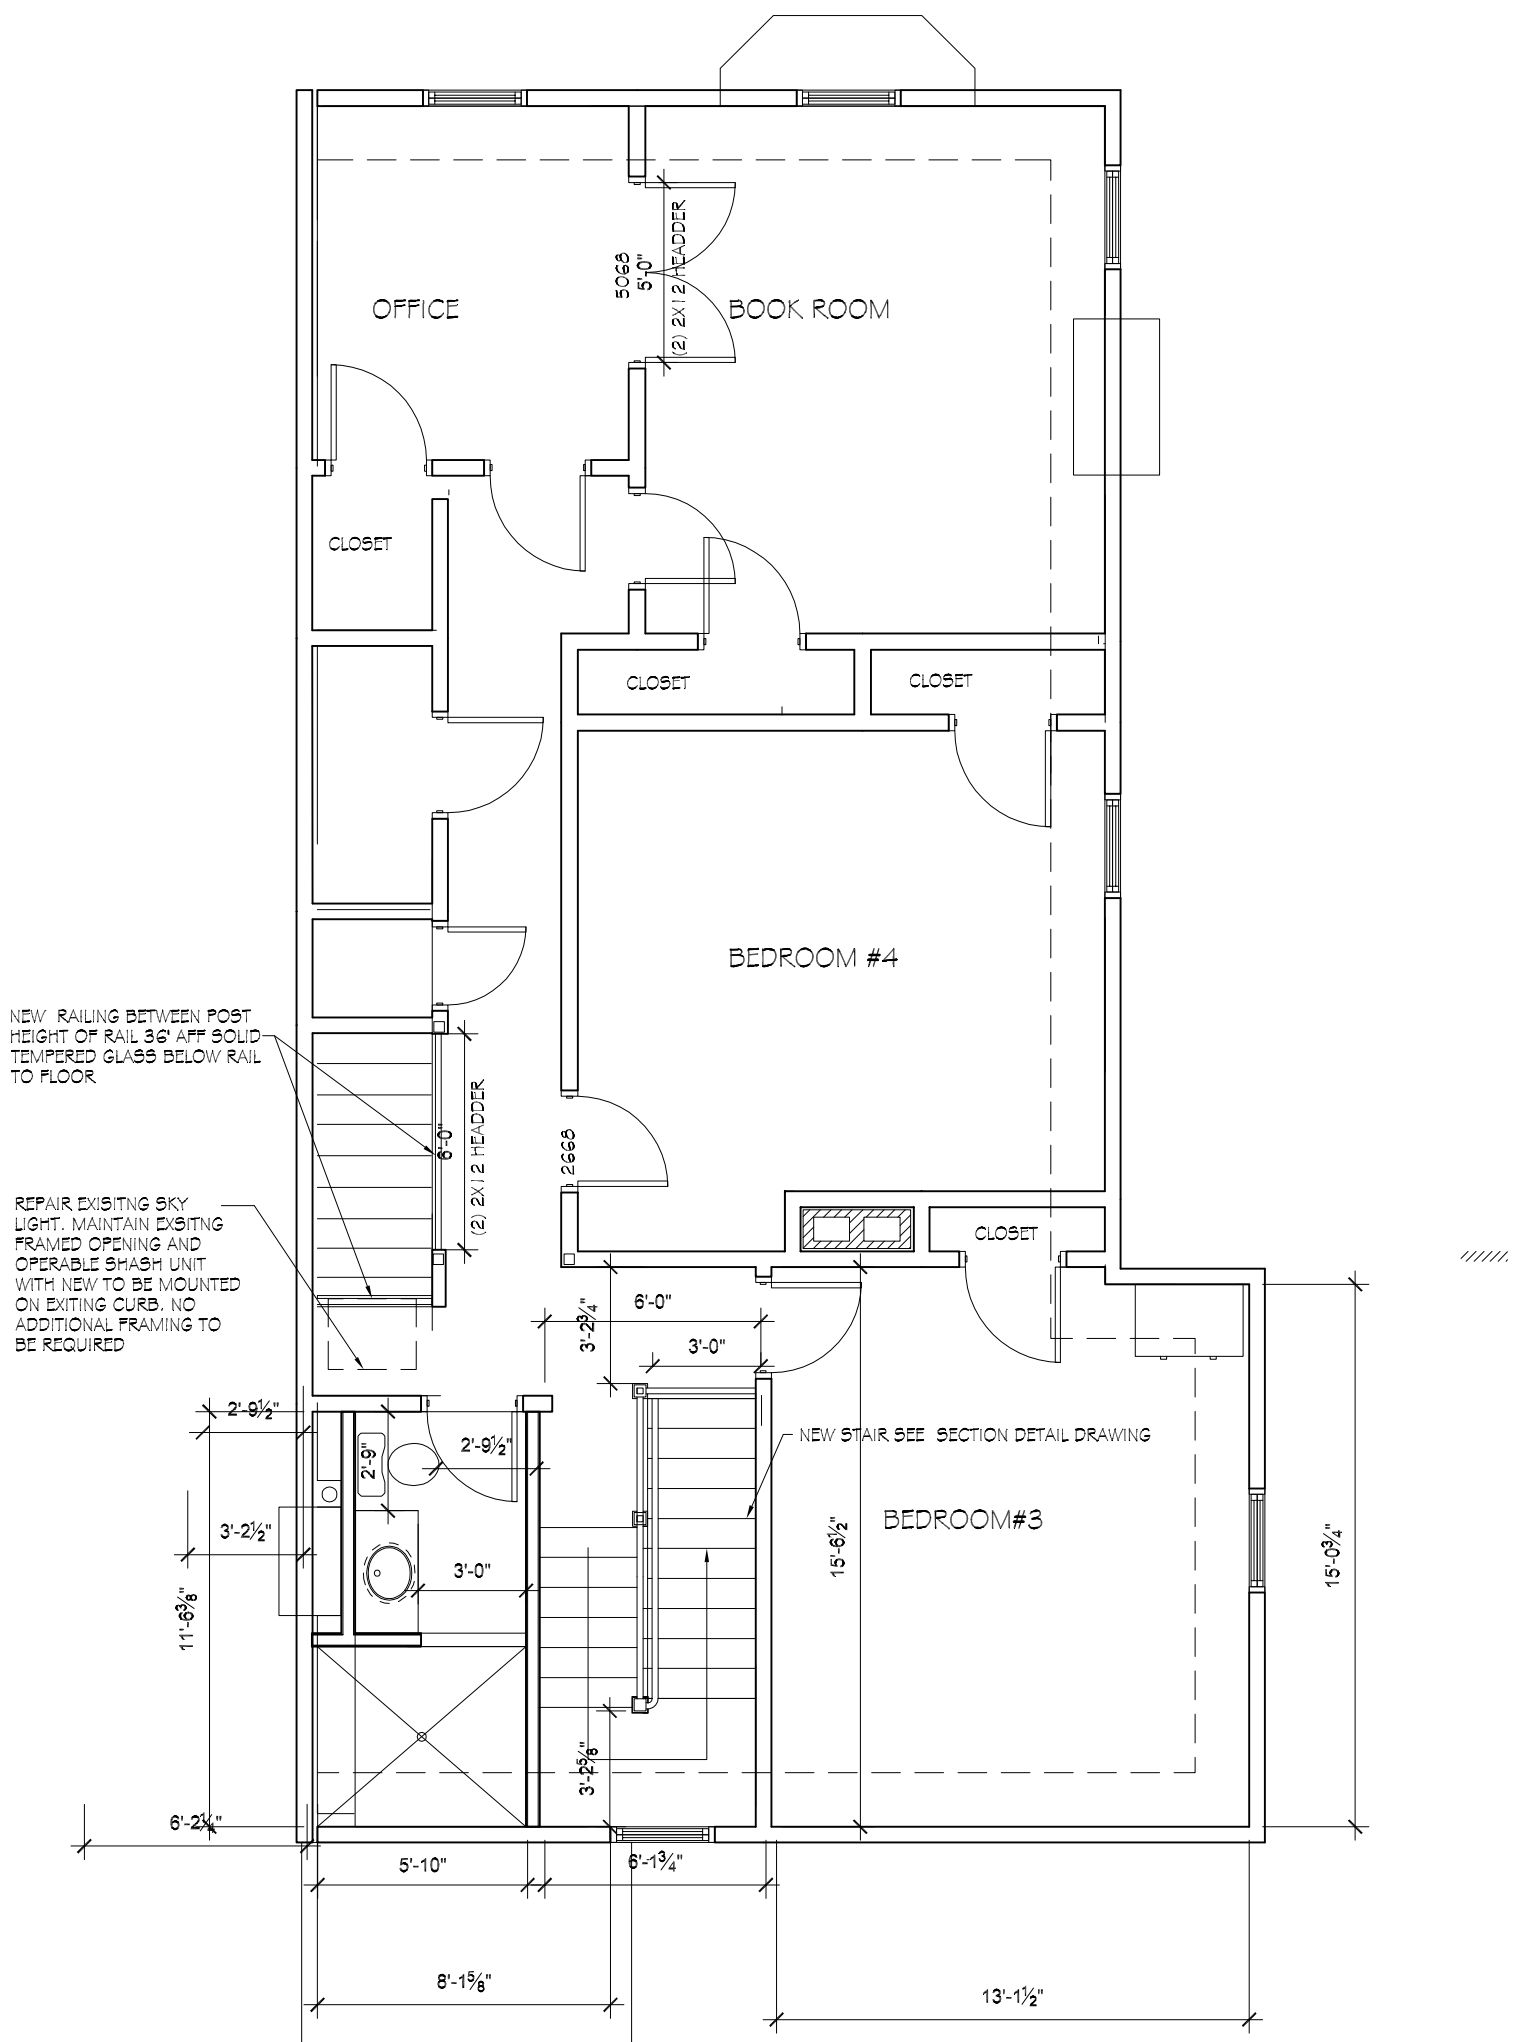 5068
5'-0"
(2) 2X12 HEADDER
OFFICE
BOOK ROOM
CLOSET
CLOSET
CLOSET
BEDROOM #4
NEW RAILING BETWEEN POST
HEIGHT OF RAIL 36' AFF SOLID
TEMPERED GLASS BELOW RAIL
TO FLOOR
6'-0"
(2) 2X12 HEADDER
2668
REPAIR EXISITNG SKY
LIGHT. MAINTAIN EXSITNG
FRAMED OPENING AND
OPERABLE SHASH UNIT
WITH NEW TO BE MOUNTED
ON EXITING CURB. NO
ADDITIONAL FRAMING TO
BE REQUIRED
CLOSET
6'-0"
3'-2¾"
3'-0"
2'-9½"
2'-9"
2'-9½"
NEW STAIR SEE SECTION DETAIL DRAWING
BEDROOM#3
3'-2½"
15'-6½"
15'-0¾"
3'-0"
11'-6⅜"
3'-2⅝"
6'-2¼"
5'-10"
6'-1¾"
8'-1⅝"
13'-1½"